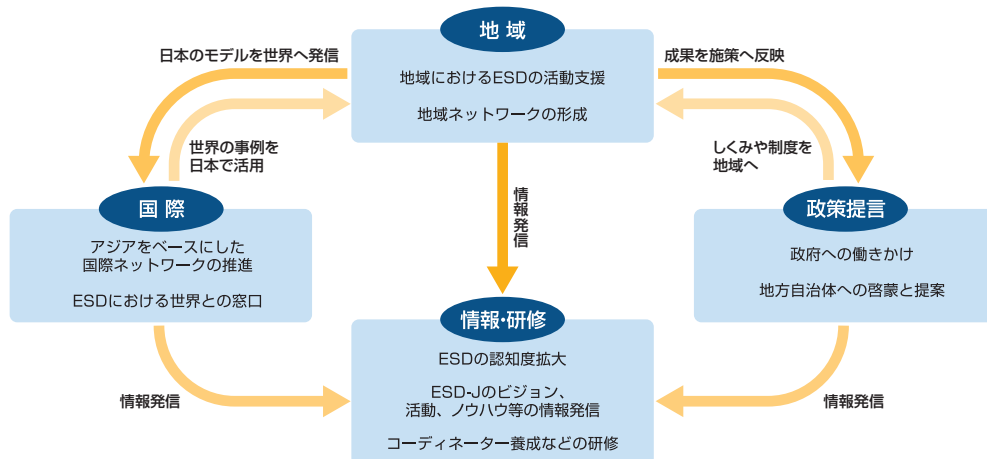 地域
日本のモデルを世界へ発信
成果を施策へ反映
地域におけるESDの活動支援
地域ネットワークの形成
世界の事例を
日本で活用
しくみや制度を
地域へ
情報発信
国際
アジアをベースにした
国際ネットワークの推進
ESDにおける世界との窓口
政策提言
政府への働きかけ
地方自治体への啓蒙と提案
情報・研修
ESDの認知度拡大
ESD-Jのビジョン、
活動、ノウハウ等の情報発信
コーディネーター養成などの研修
情報発信
情報発信